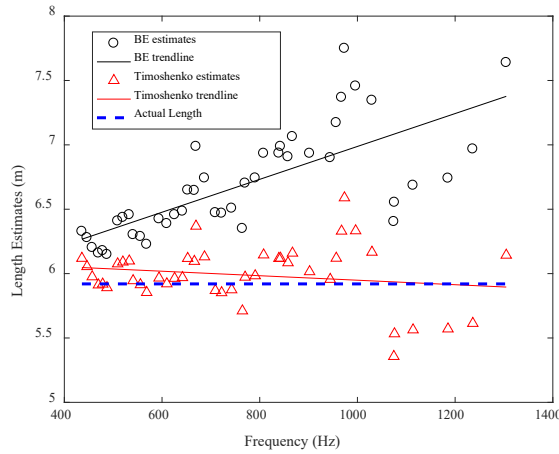 8
7.5
7
6.5
6
5.5
5
Length Estimates (m)
BE estimates
BE trendline
Timoshenko estimates
Timoshenko trendline
Actual Length
400 600 800 1000 1200 1400
Frequency (Hz)